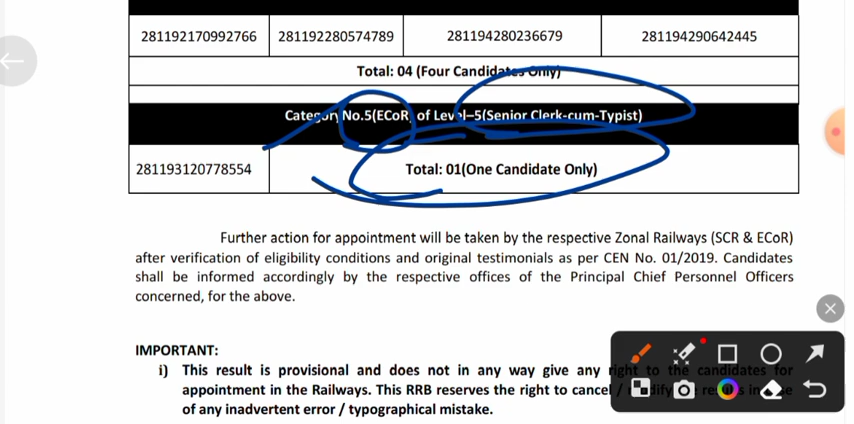 281192170992766 281192280574789 281194280236679 281194290642445
Total: 04 (Four Candidates Only)
Category No.5(ECoR) of Level–5(Senior Clerk-cum-Typist)
281193120778554 Total: 01(One Candidate Only)
Further action for appointment will be taken by the respective Zonal Railways (SCR & ECoR)
after verification of eligibility conditions and original testimonials as per CEN No. 01/2019. Candidates
shall be informed accordingly by the respective offices of the Principal Chief Personnel Officers
concerned, for the above.
IMPORTANT:
i) This result is provisional and does not in any way give any right to the candidates for
appointment in the Railways. This RRB reserves the right to cancel /
of any inadvertent error / typographical mistake.